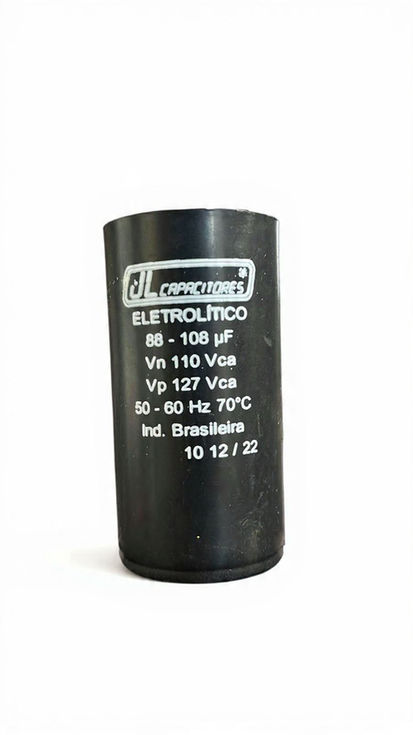 JL CAPACITORES
ELETROLÍTICO
88 - 108 µF
Vn 110 Vca
Vp 127 Vca
50 - 60 Hz 70°C
Ind. Brasileira
10 12 / 22